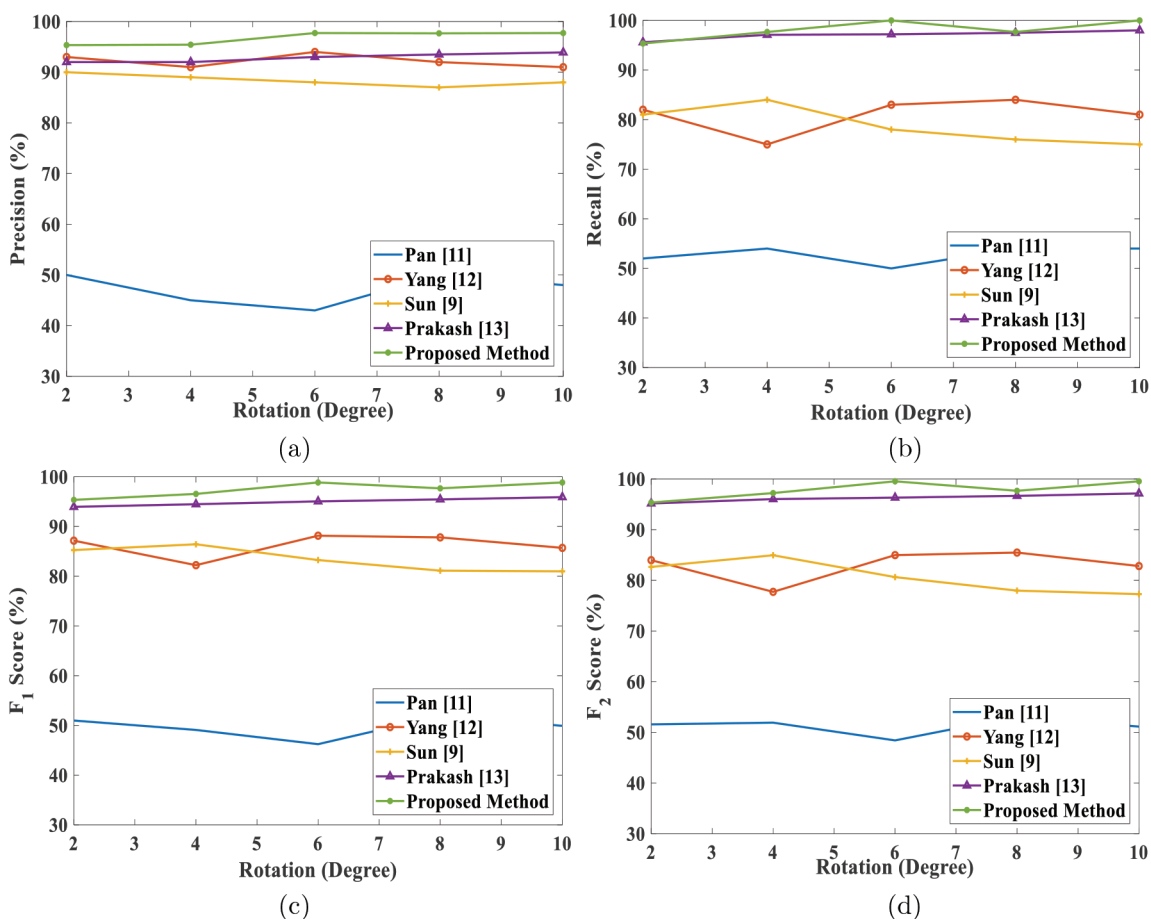 100
90
80
70
60
50
40
30
Precision (%)
2 3 4 5 6 7 8 9 10
Rotation (Degree)
Pan [11]
Yang [12]
Sun [9]
Prakash [13]
Proposed Method
(a)
100
90
80
70
60
50
40
30
Recall (%)
2 3 4 5 6 7 8 9 10
Rotation (Degree)
Pan [11]
Yang [12]
Sun [9]
Prakash [13]
Proposed Method
(b)
100
90
80
70
60
50
40
30
F1 Score (%)
2 3 4 5 6 7 8 9 10
Rotation (Degree)
Pan [11]
Yang [12]
Sun [9]
Prakash [13]
Proposed Method
(c)
100
90
80
70
60
50
40
30
F2 Score (%)
2 3 4 5 6 7 8 9 10
Rotation (Degree)
Pan [11]
Yang [12]
Sun [9]
Prakash [13]
Proposed Method
(d)